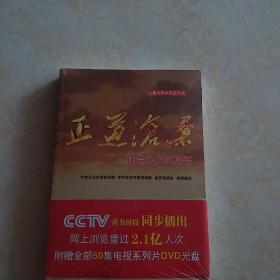 正道沧桑
社会主义500年
CCTV 黄金时段 同步播出
网上浏览量过2.1亿人次
附赠全部50集电视系列片DVD光盘